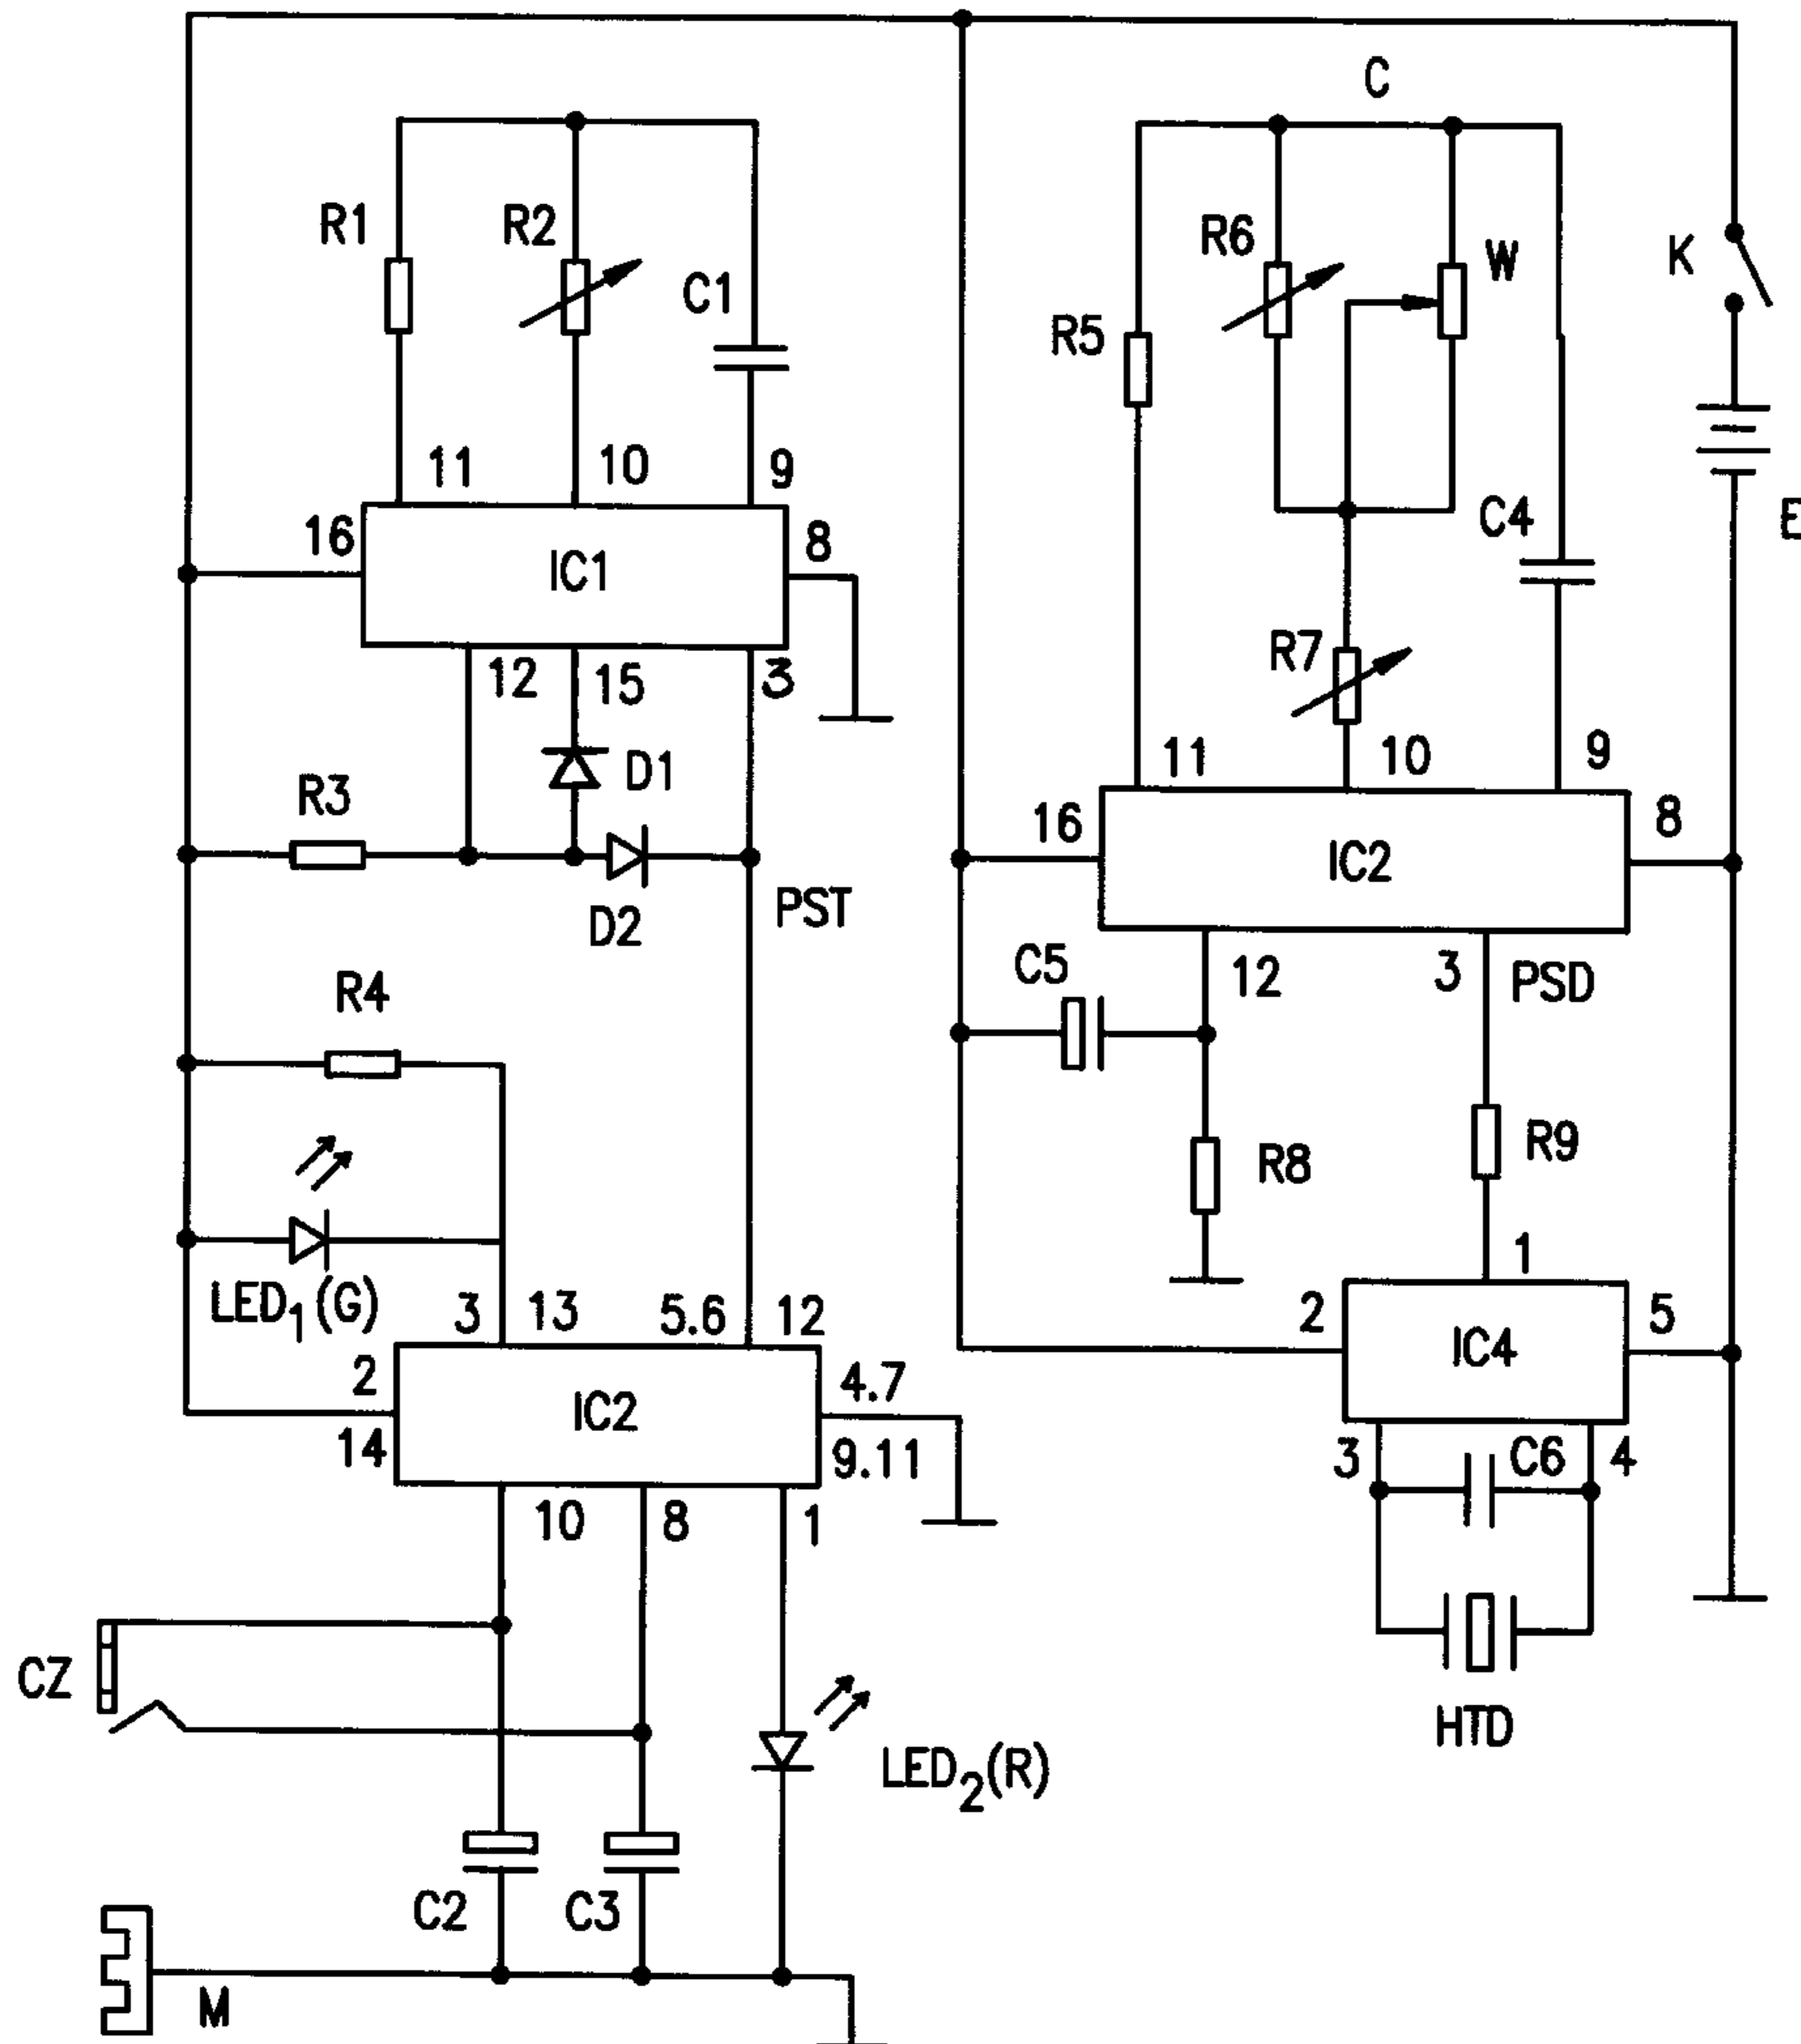 C
R1
R2
C1
R6
W
K
R5
11
10
9
C4
E
16
IC1
8
R7
12
15
3
11
10
9
D1
R3
16
IC2
8
D2
PST
C5
12
3
PSD
R4
R8
R9
1
LED1(G)
3
13
5.6
12
2
IC4
5
2
IC2
4.7
14
9.11
3
C6
4
10
8
1
CZ
HTD
LED2(R)
C2
C3
M